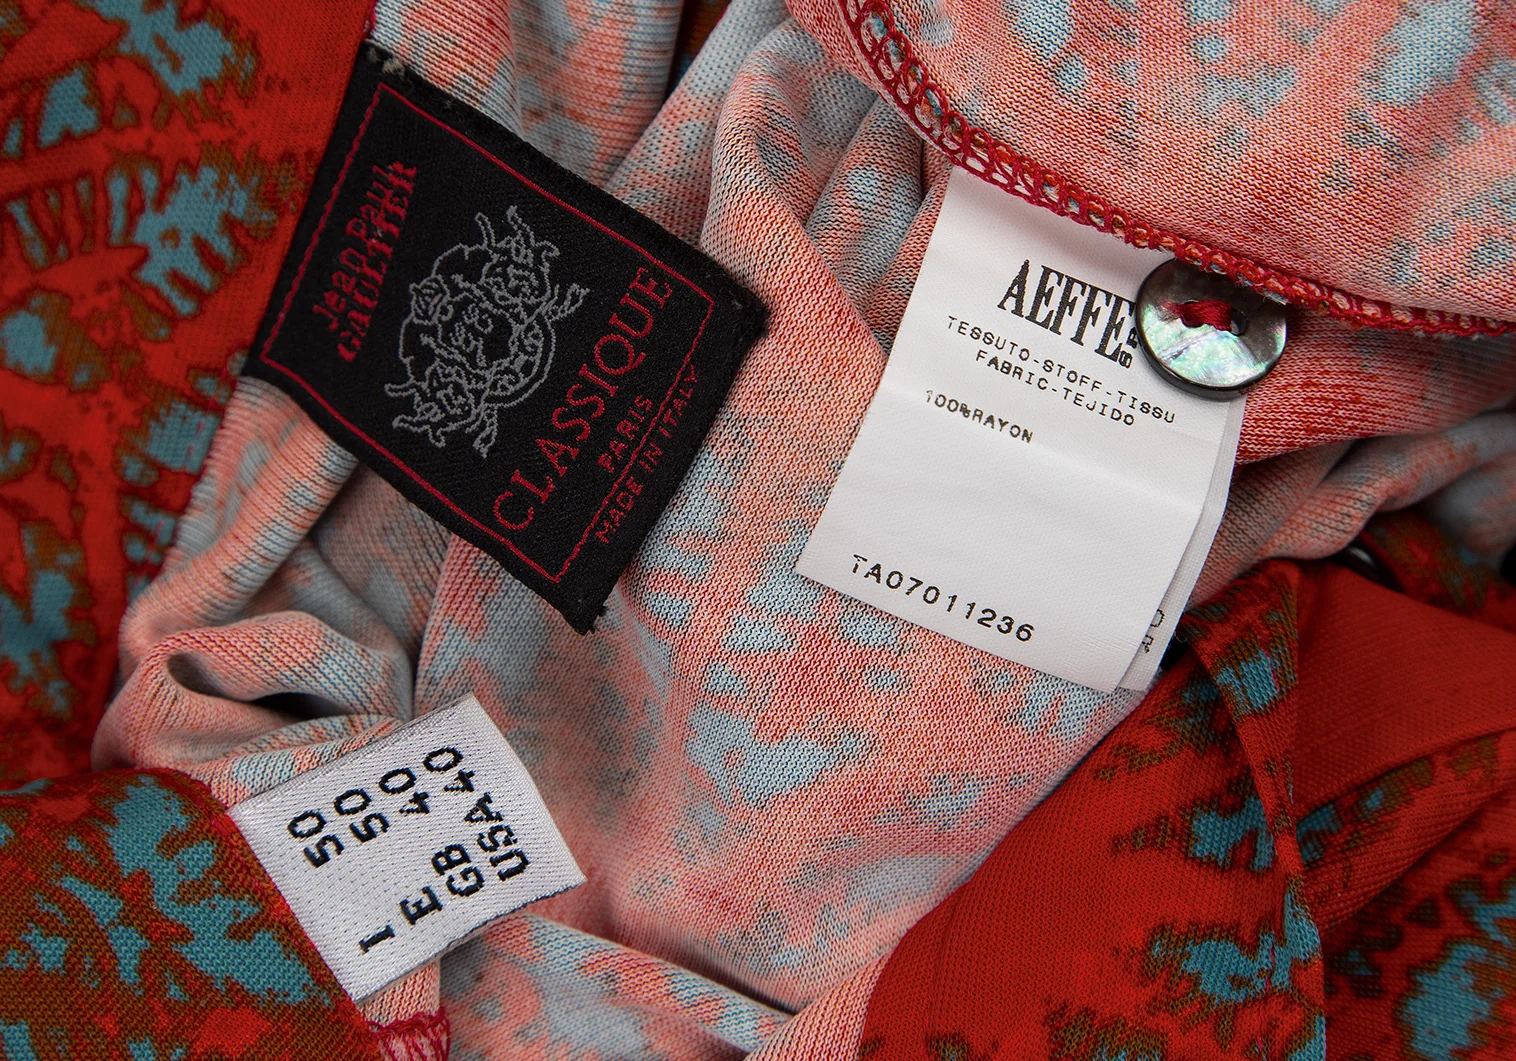 Jean Paul
GAULTIER
CLASSIQUE
PARIS
MADE IN ITALY
AEFFE
TESSUTO-STOFF-TISSU
FABRIC-TEJIDO
100%RAYON
TA07011236
I 50
E 50
GB 40
USA 40